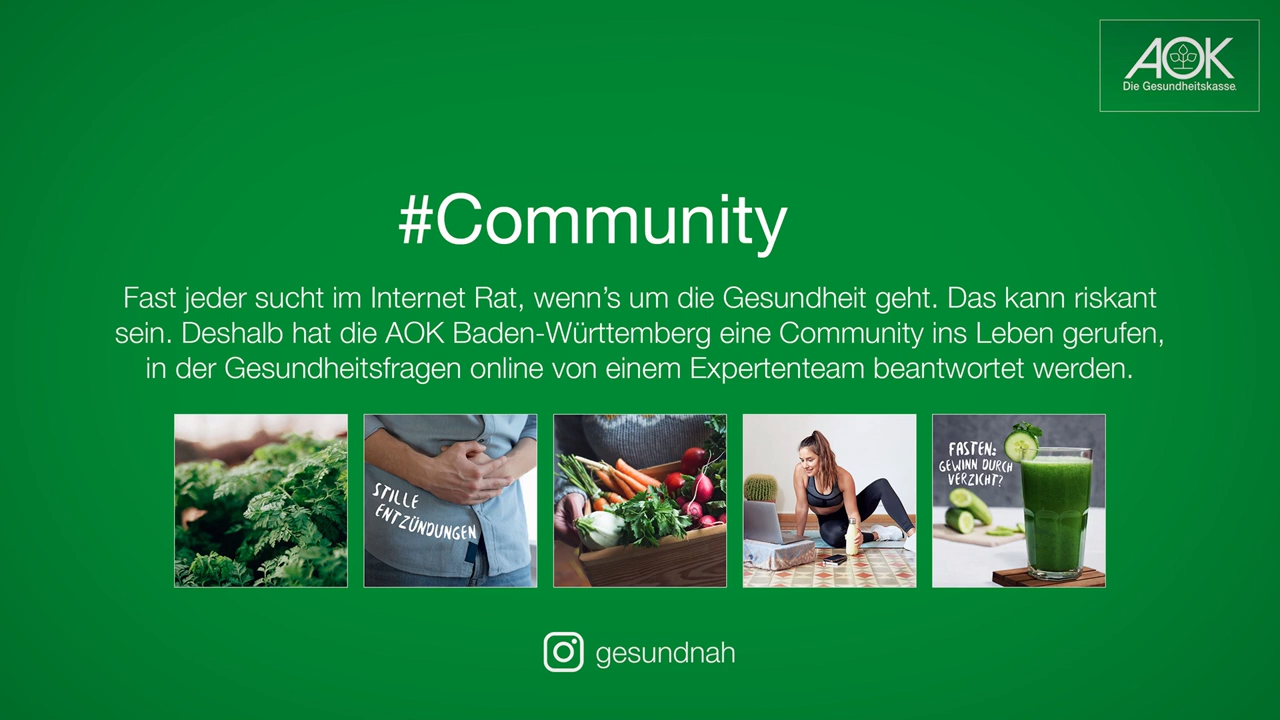 AOK
Die Gesundheitskasse.
#Community
Fast jeder sucht im Internet Rat, wenn’s um die Gesundheit geht. Das kann riskant
sein. Deshalb hat die AOK Baden-Württemberg eine Community ins Leben gerufen,
in der Gesundheitsfragen online von einem Expertenteam beantwortet werden.
STILLE
ENTZÜNDUNGEN
FASTEN:
GEWINN DURCH
VERZICHT?
gesundnah